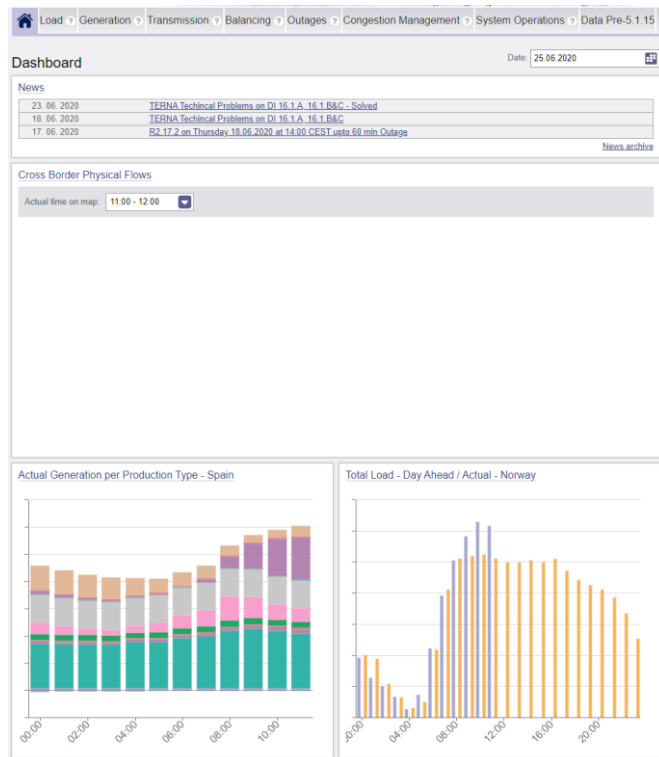 Load ? Generation ? Transmission ? Balancing ? Outages ? Congestion Management ? System Operations ? Data Pre-5.1.15
Dashboard
Date: 25.06.2020
News
23. 06. 2020 TERNA Techincal Problems on DI 16.1.A, 16.1.B&C - Solved
18. 06. 2020 TERNA Techincal Problems on DI 16.1.A, 16.1.B&C
17. 06. 2020 R2.17.2 on Thursday 18.06.2020 at 14:00 CEST upto 60 min Outage
News archive
Cross Border Physical Flows
Actual time on map: 11:00 - 12:00
Actual Generation per Production Type - Spain
00:00 02:00 04:00 06:00 08:00 10:00
Total Load - Day Ahead / Actual - Norway
00:00 04:00 08:00 12:00 16:00 20:00